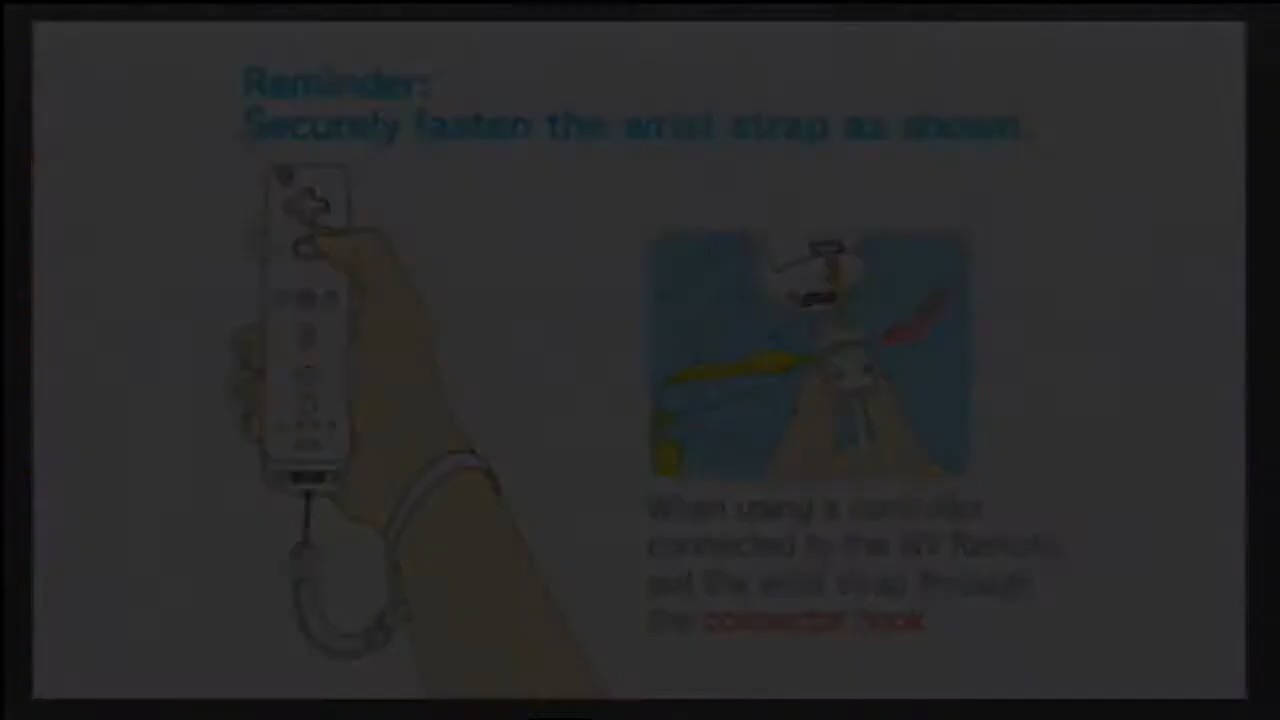 Reminder:
Securely fasten the wrist strap as shown.
When using a controller
connected to the Wii Remote,
put the wrist strap through
the connector hook.